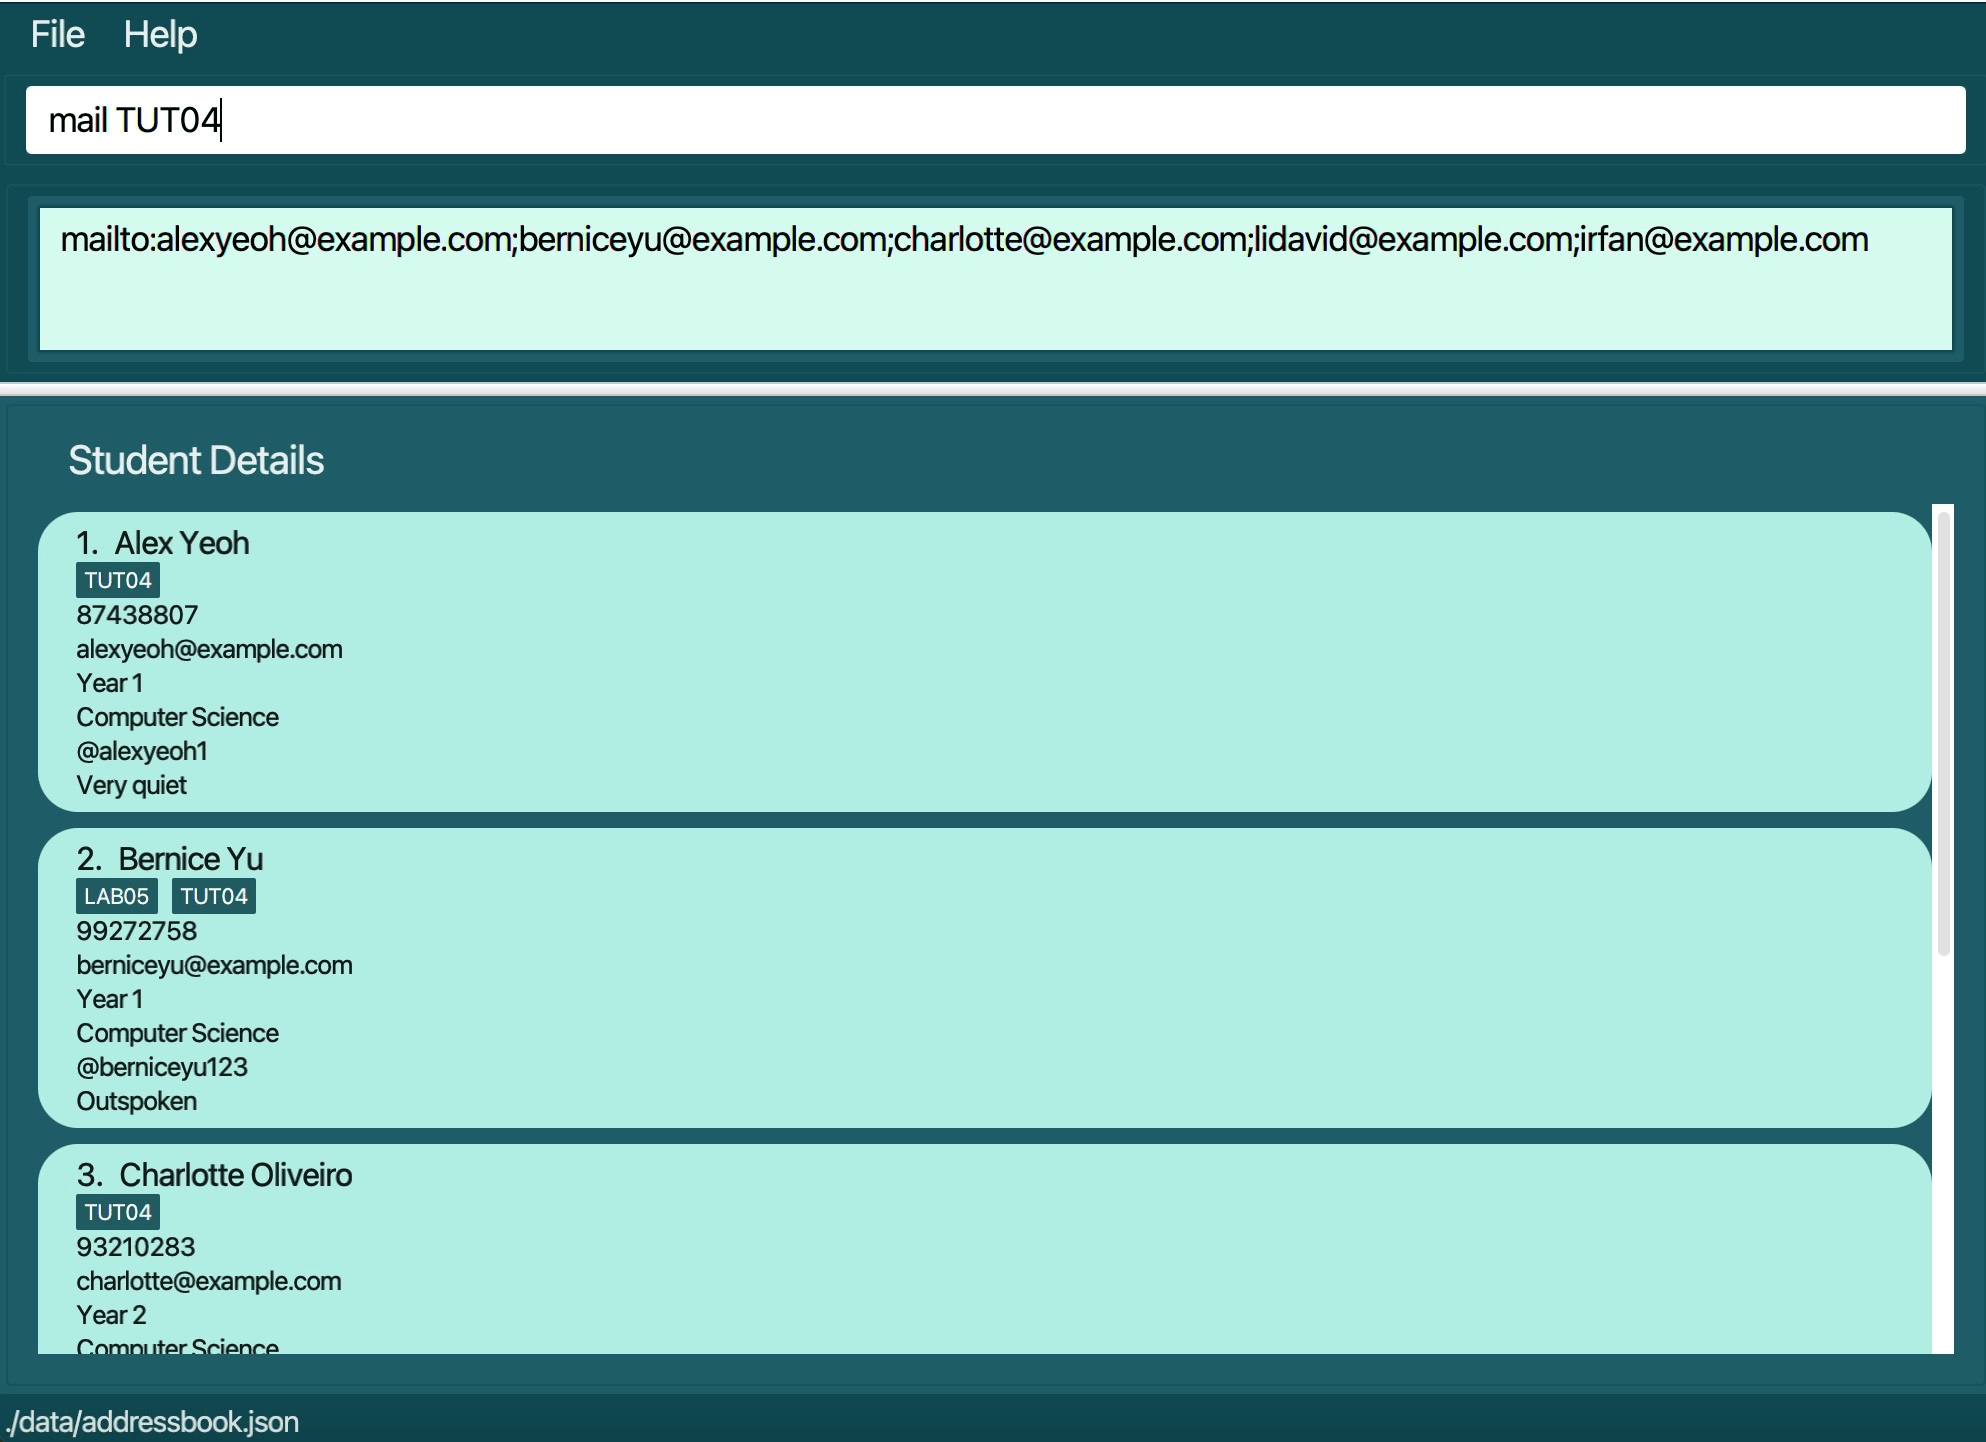 File Help
mail TUT04
mailto:alexyeoh@example.com;berniceyu@example.com;charlotte@example.com;lidavid@example.com;irfan@example.com
Student Details
1. Alex Yeoh
TUT04
87438807
alexyeoh@example.com
Year 1
Computer Science
@alexyeoh1
Very quiet
2. Bernice Yu
LAB05 TUT04
99272758
berniceyu@example.com
Year 1
Computer Science
@berniceyu123
Outspoken
3. Charlotte Oliveiro
TUT04
93210283
charlotte@example.com
Year 2
Computer Science
./data/addressbook.json